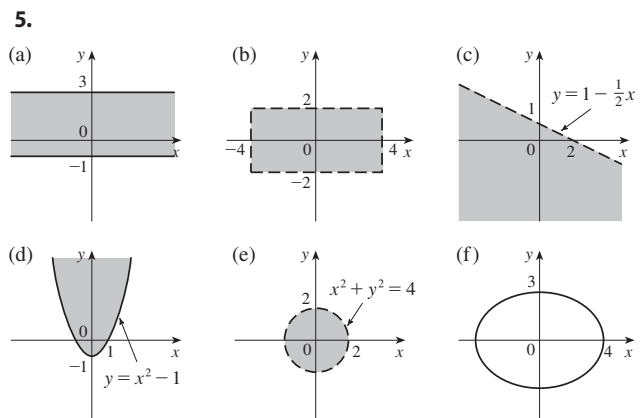 5.
(a) y 3 0 x −1
(b) y 2 −4 0 4 x −2
(c) y 1 y = 1 − 1/2 x 0 2 x
(d) y 0 1 x −1 y = x² − 1
(e) y x² + y² = 4 2 0 2 x
(f) y 3 0 4 x